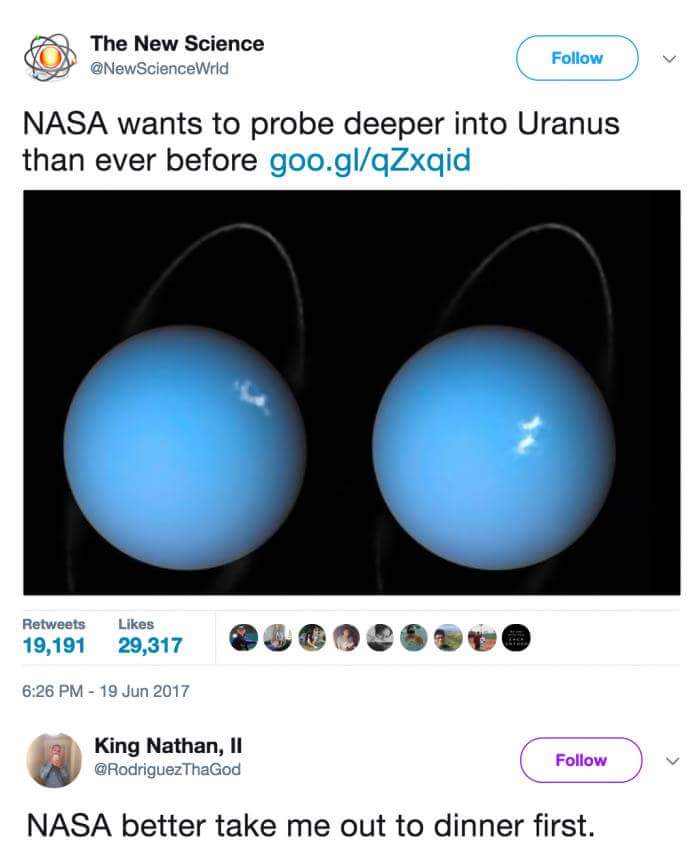 The New Science
@NewScienceWrld
Follow
NASA wants to probe deeper into Uranus
than ever before goo.gl/qZxqid
Retweets Likes
19,191 29,317
6:26 PM - 19 Jun 2017
King Nathan, II
@RodriguezThaGod
Follow
NASA better take me out to dinner first.